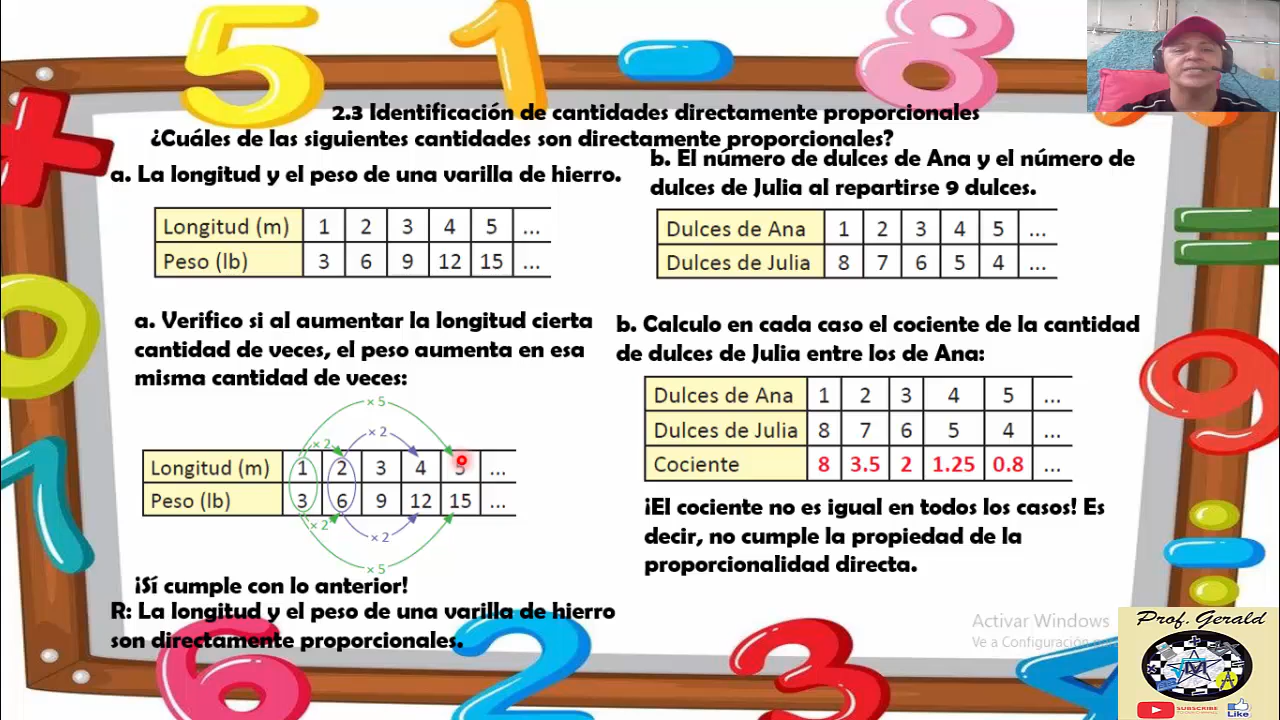 2.3 Identificación de cantidades directamente proporcionales
¿Cuáles de las siguientes cantidades son directamente proporcionales?
a. La longitud y el peso de una varilla de hierro.
Longitud (m) 1 2 3 4 5 ...
Peso (lb) 3 6 9 12 15 ...
b. El número de dulces de Ana y el número de
dulces de Julia al repartirse 9 dulces.
Dulces de Ana 1 2 3 4 5 ...
Dulces de Julia 8 7 6 5 4 ...
a. Verifico si al aumentar la longitud cierta
cantidad de veces, el peso aumenta en esa
misma cantidad de veces:
× 5
× 2 × 2
Longitud (m) 1 2 3 4 5 ...
Peso (lb) 3 6 9 12 15 ...
× 2 × 2
× 5
¡Sí cumple con lo anterior!
R: La longitud y el peso de una varilla de hierro
son directamente proporcionales.
b. Calculo en cada caso el cociente de la cantidad
de dulces de Julia entre los de Ana:
Dulces de Ana 1 2 3 4 5 ...
Dulces de Julia 8 7 6 5 4 ...
Cociente 8 3.5 2 1.25 0.8 ...
¡El cociente no es igual en todos los casos! Es
decir, no cumple la propiedad de la
proporcionalidad directa.
Activar Windows
Ve a Configuración
Prof. Gerald
SUBSCRIBE
Like